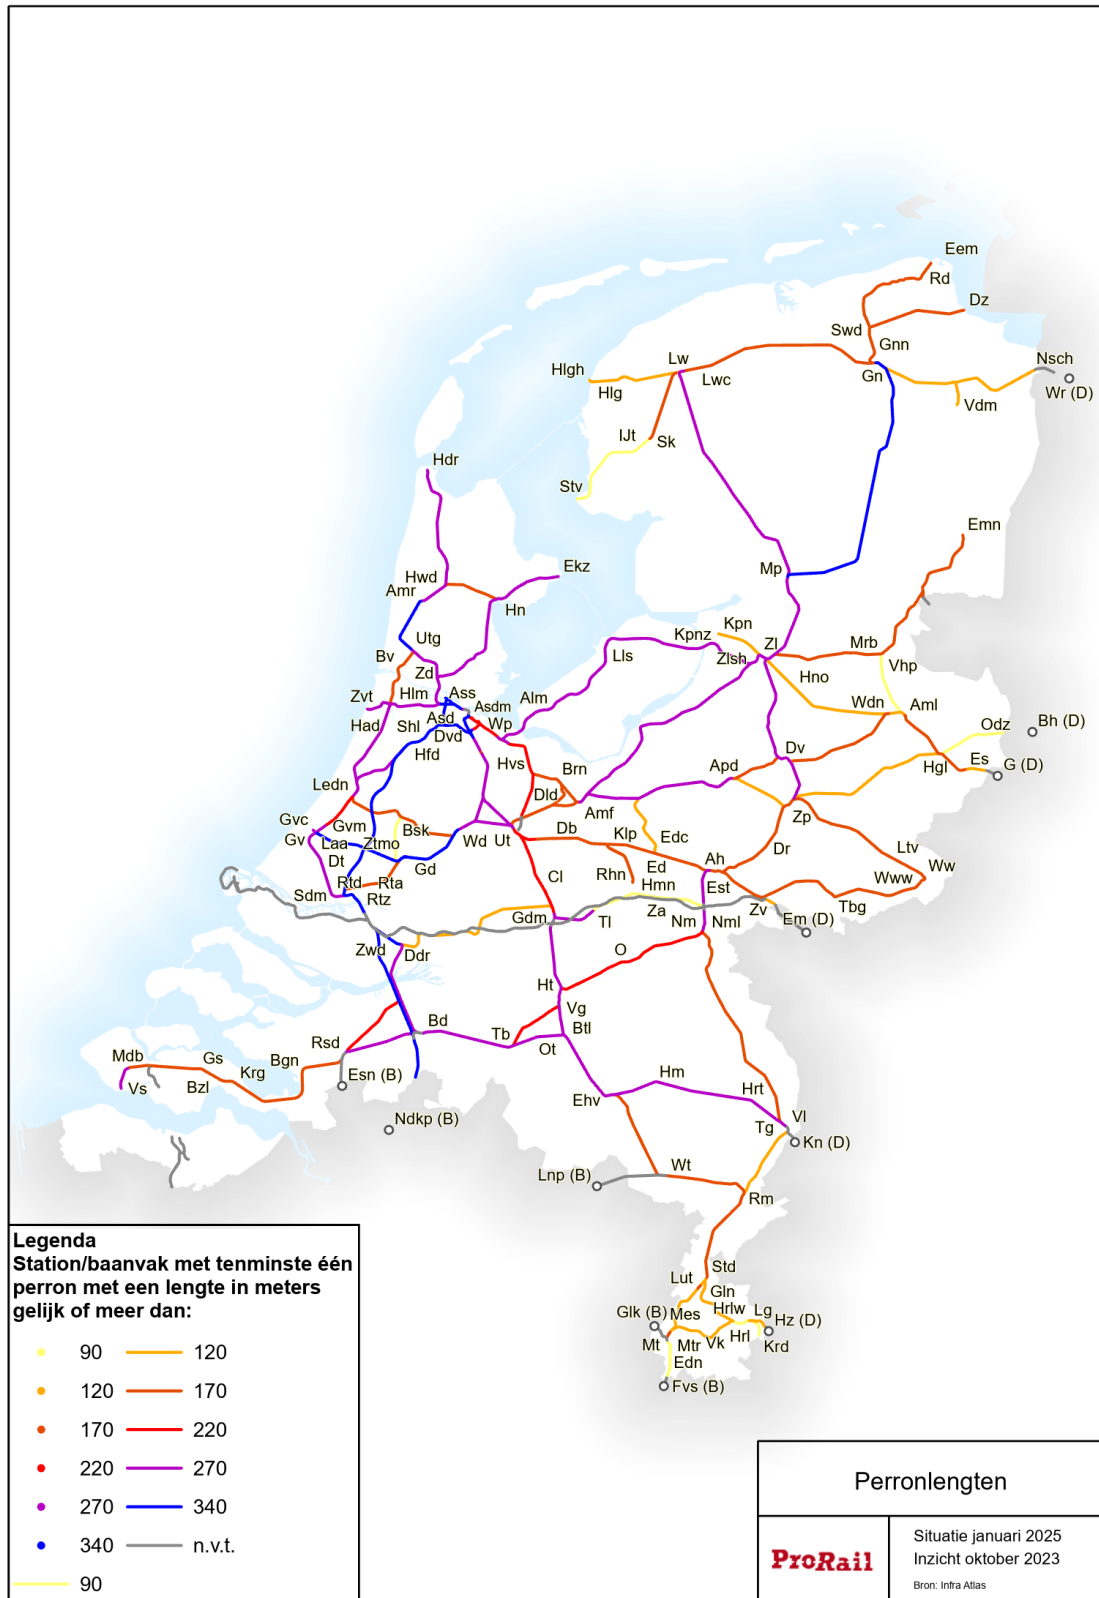 Eem
Rd
Dz
Swd
Gnn
Lw
Nsch
Hlgh
Lwc
Gn
Wr (D)
Hlg
Vdm
IJt
Sk
Hdr
Stv
Emn
Ekz
Mp
Hwd
Amr
Hn
Kpn
Utg
Kpnz
Zl
Mrb
Bv
Lls
Zlsh
Vhp
Zd
Hno
Zvt
Hlm
Ass
Alm
Wdn
Aml
Asdm
Had
Shl
Asd
Wp
Odz
Bh (D)
Dvd
Hfd
Hvs
Dv
Es
Brn
Apd
Hgl
G (D)
Ledn
Dld
Gvc
Gvm
Bsk
Amf
Zp
Gv
Laa
Ztmo
Wd
Ut
Db
Klp
Edc
Dr
Ltv
Dt
Gd
Ed
Ah
Ww
Rtd
Rta
Cl
Rhn
Hmn
Est
Www
Sdm
Rtz
Gdm
Tl
Za
Nm
Nml
Zv
Tbg
Em (D)
Zwd
Ddr
O
Ht
Vg
Bd
Tb
Btl
Rsd
Ot
Mdb
Gs
Bgn
Krg
Esn (B)
Hm
Vs
Bzl
Ehv
Hrt
Ndkp (B)
Vl
Tg
Kn (D)
Wt
Lnp (B)
Rm
Legenda
Station/baanvak met tenminste één
perron met een lengte in meters
gelijk of meer dan:
Std
Lut
Gln
Glk (B)
Mes
Hrlw
Lg
Hz (D)
Mt
Mtr
Vk
Hrl
Krd
Edn
Fvs (B)
90 120
120 170
170 220
220 270
270 340
340 n.v.t.
90
Perronlengten
ProRail
Situatie januari 2025
Inzicht oktober 2023
Bron: Infra Atlas